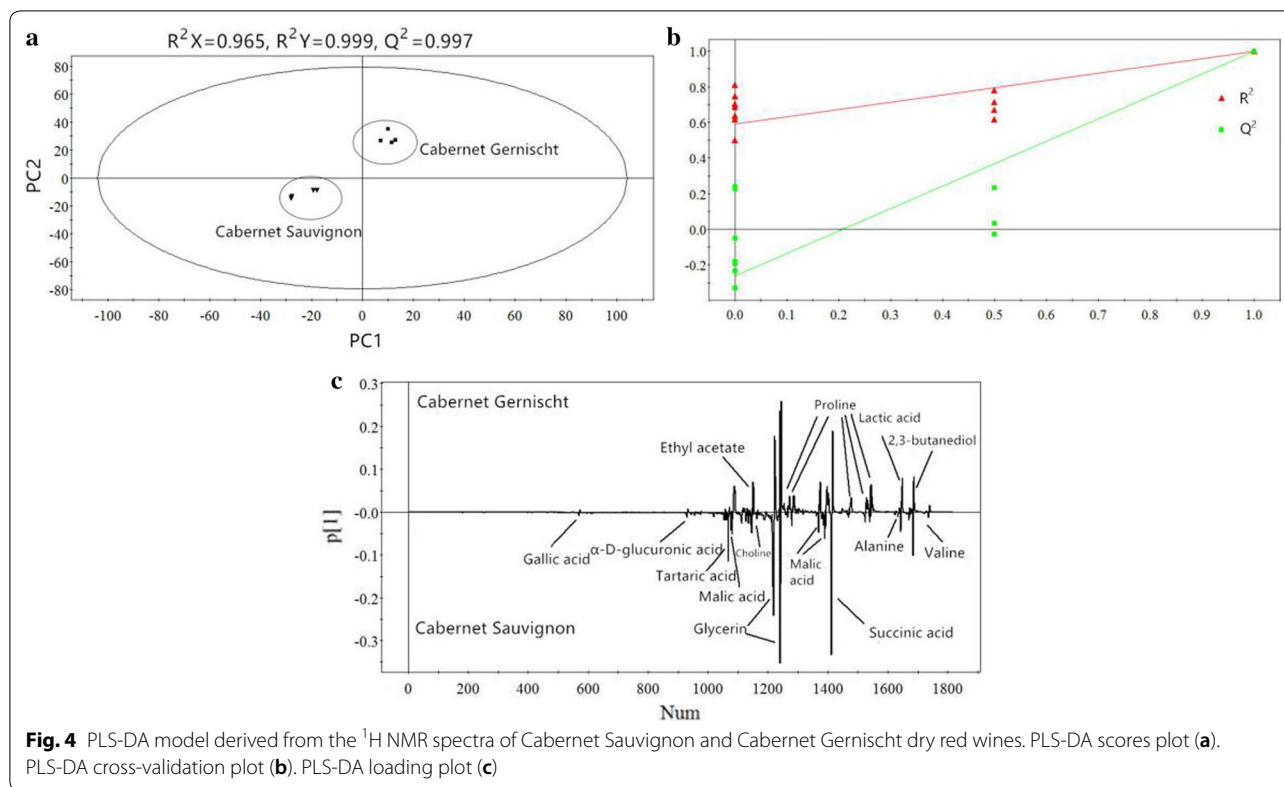 a
R²X=0.965, R²Y=0.999, Q²=0.997
80
60
40
20
0
-20
-40
-60
-80
PC2
Cabernet Gernischt
Cabernet Sauvignon
-100 -80 -60 -40 -20 0 20 40 60 80 100
PC1
b
1.0
0.8
0.6
0.4
0.2
0.0
-0.2
R²
Q²
0.0 0.1 0.2 0.3 0.4 0.5 0.6 0.7 0.8 0.9 1.0
c
0.3
0.2
0.1
-0.0
-0.1
-0.2
-0.3
p[1]
Cabernet Gernischt
Proline
Lactic acid
2,3-butanediol
Ethyl acetate
Gallic acid
α-D-glucuronic acid
Choline
Tartaric acid
Malic acid
Malic
acid
Alanine
Valine
Glycerin
Succinic acid
Cabernet Sauvignon
0 200 400 600 800 1000 1200 1400 1600 1800
Num
Fig. 4 PLS-DA model derived from the ¹H NMR spectra of Cabernet Sauvignon and Cabernet Gernischt dry red wines. PLS-DA scores plot (a).
PLS-DA cross-validation plot (b). PLS-DA loading plot (c)